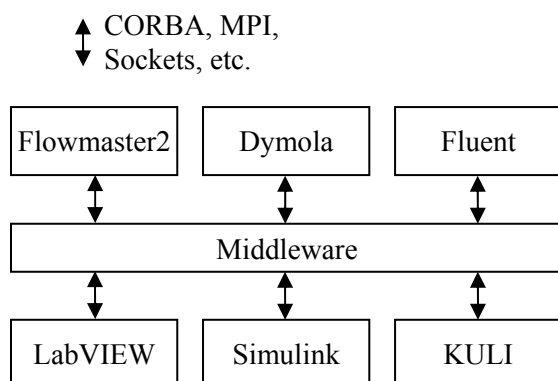 CORBA, MPI,
Sockets, etc.
Flowmaster2 Dymola Fluent
Middleware
LabVIEW Simulink KULI